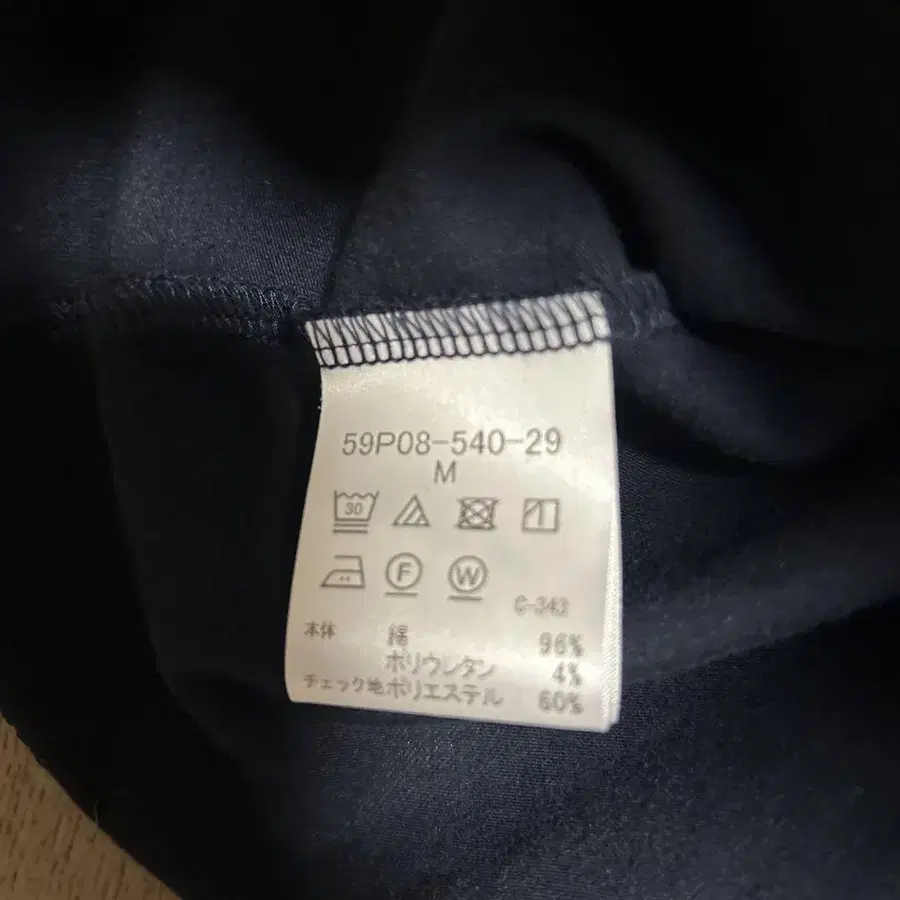 59P08-540-29
M
30
F W
C-343
本体 綿 96%
ポリウレタン 4%
チェック地ポリエステル 60%